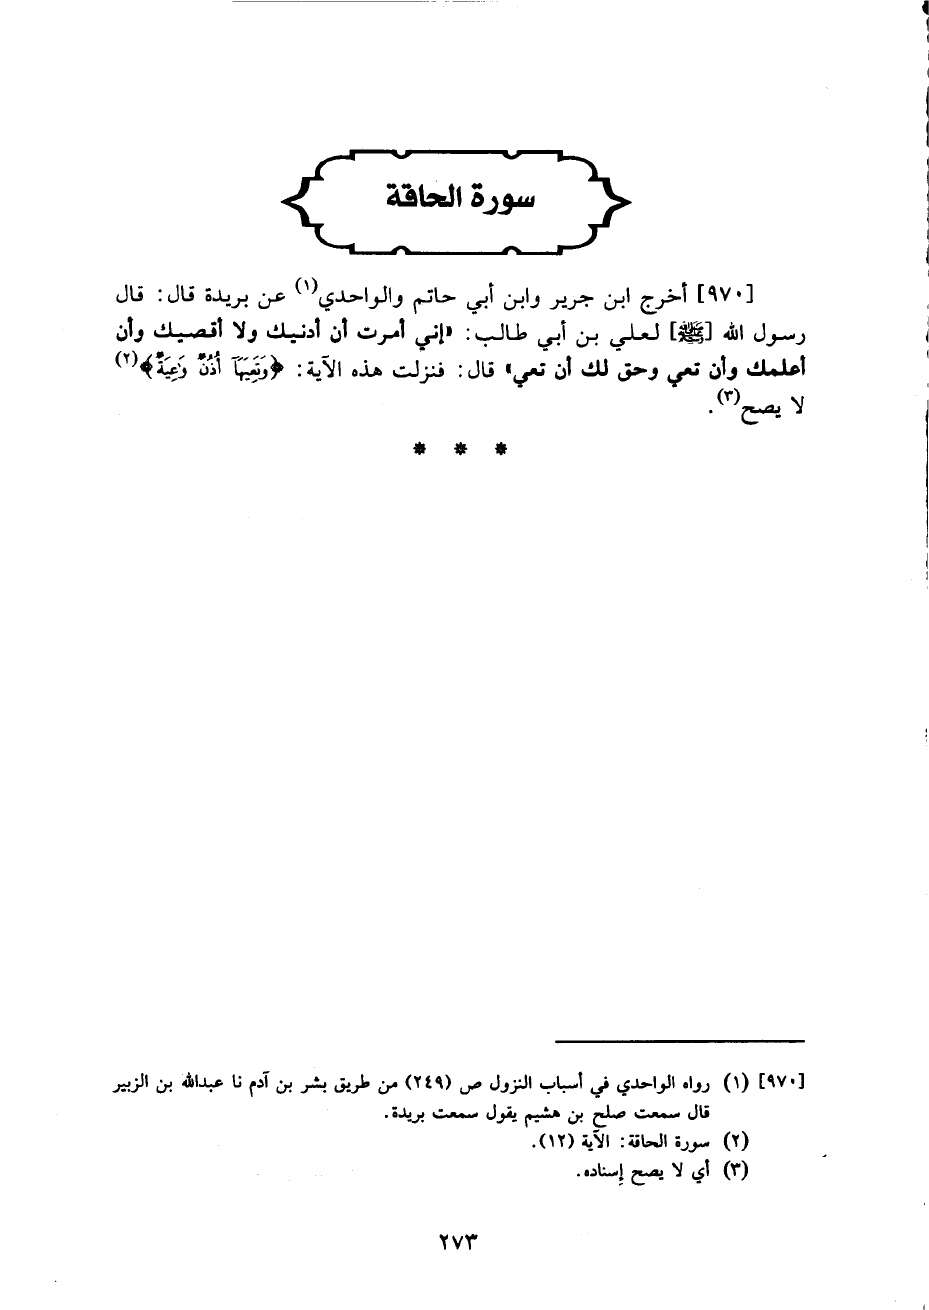 سورة الحاقة
[٩٧٠] أخرج ابن جرير وابن أبي حاتم والواحدي(١) عن بريدة قال: قال
رسول الله [ﷺ] لعلي بن أبي طالب: «إني أمرت أن أدنيك ولا أقصيك وأن
أعلمك وأن تعي وحق لك أن تعي» قال: فنزلت هذه الآية: ﴿وَتَعِيَهَآ أُذُنٌ وَٰعِيَةٌ﴾(٢)
لا يصح(٣).
* * *
[٩٧٠] (١) رواه الواحدي في أسباب النزول ص (٢٤٩) من طريق بشر بن آدم نا عبدالله بن الزبير
قال سمعت صلح بن هشيم يقول سمعت بريدة.
(٢) سورة الحاقة: الآية (١٢).
(٣) أي لا يصح إسناده.
٢٧٣